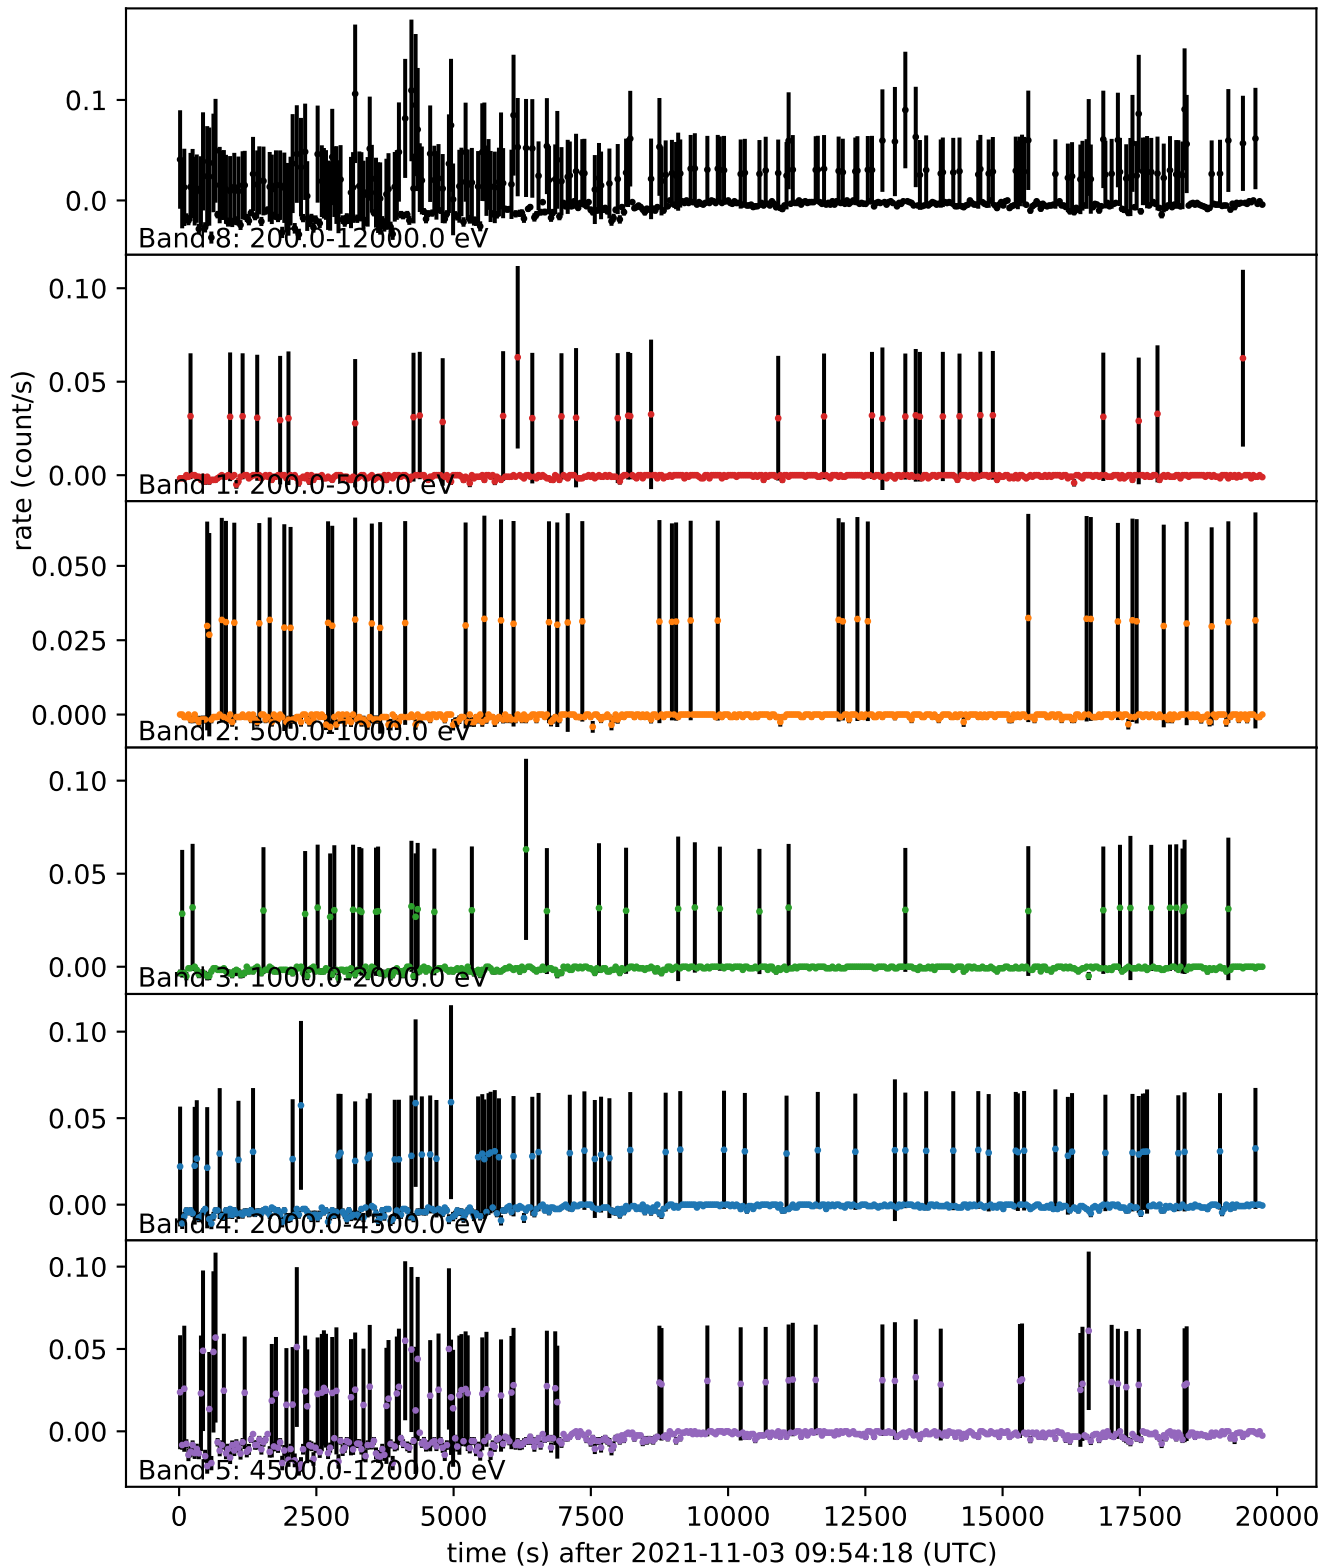 0.1
0.0
Band 8: 200.0-12000.0 eV
0.10
0.05
0.00
Band 1: 200.0-500.0 eV
rate (count/s)
0.050
0.025
0.000
Band 2: 500.0-1000.0 eV
0.10
0.05
0.00
Band 3: 1000.0-2000.0 eV
0.10
0.05
0.00
Band 4: 2000.0-4500.0 eV
0.10
0.05
0.00
Band 5: 4500.0-12000.0 eV
0 2500 5000 7500 10000 12500 15000 17500 20000
time (s) after 2021-11-03 09:54:18 (UTC)